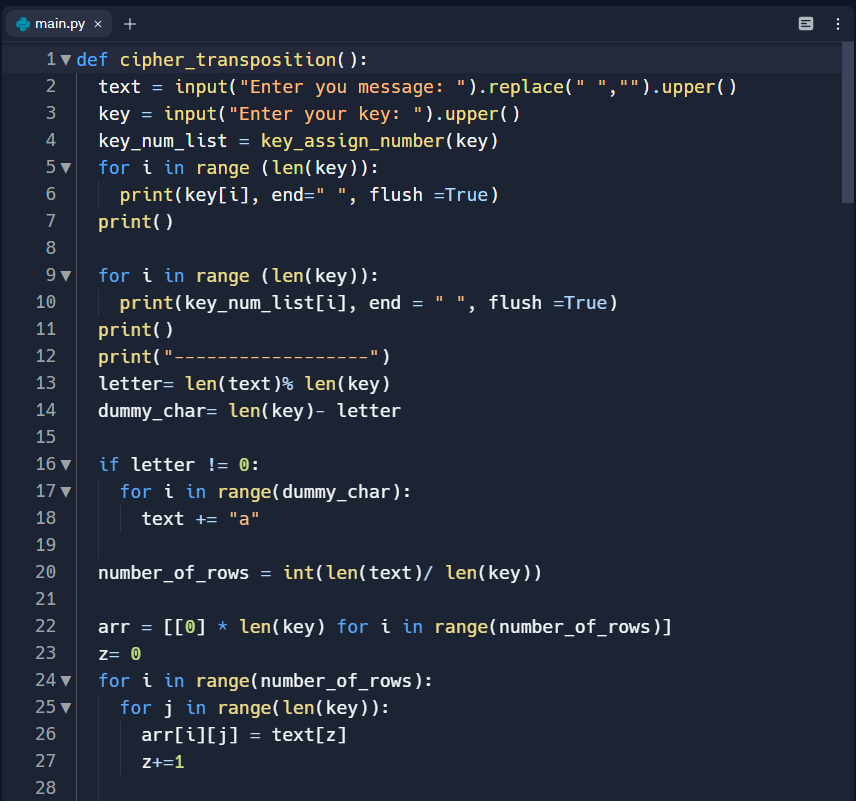 main.py × +
1 def cipher_transposition():
2 text = input("Enter you message: ").replace(" ","").upper()
3 key = input("Enter your key: ").upper()
4 key_num_list = key_assign_number(key)
5 for i in range (len(key)):
6 print(key[i], end=" ", flush =True)
7 print()
8
9 for i in range (len(key)):
10 print(key_num_list[i], end = " ", flush =True)
11 print()
12 print("------------------")
13 letter= len(text)% len(key)
14 dummy_char= len(key)- letter
15
16 if letter != 0:
17 for i in range(dummy_char):
18 text += "a"
19
20 number_of_rows = int(len(text)/ len(key))
21
22 arr = [[0] * len(key) for i in range(number_of_rows)]
23 z= 0
24 for i in range(number_of_rows):
25 for j in range(len(key)):
26 arr[i][j] = text[z]
27 z+=1
28